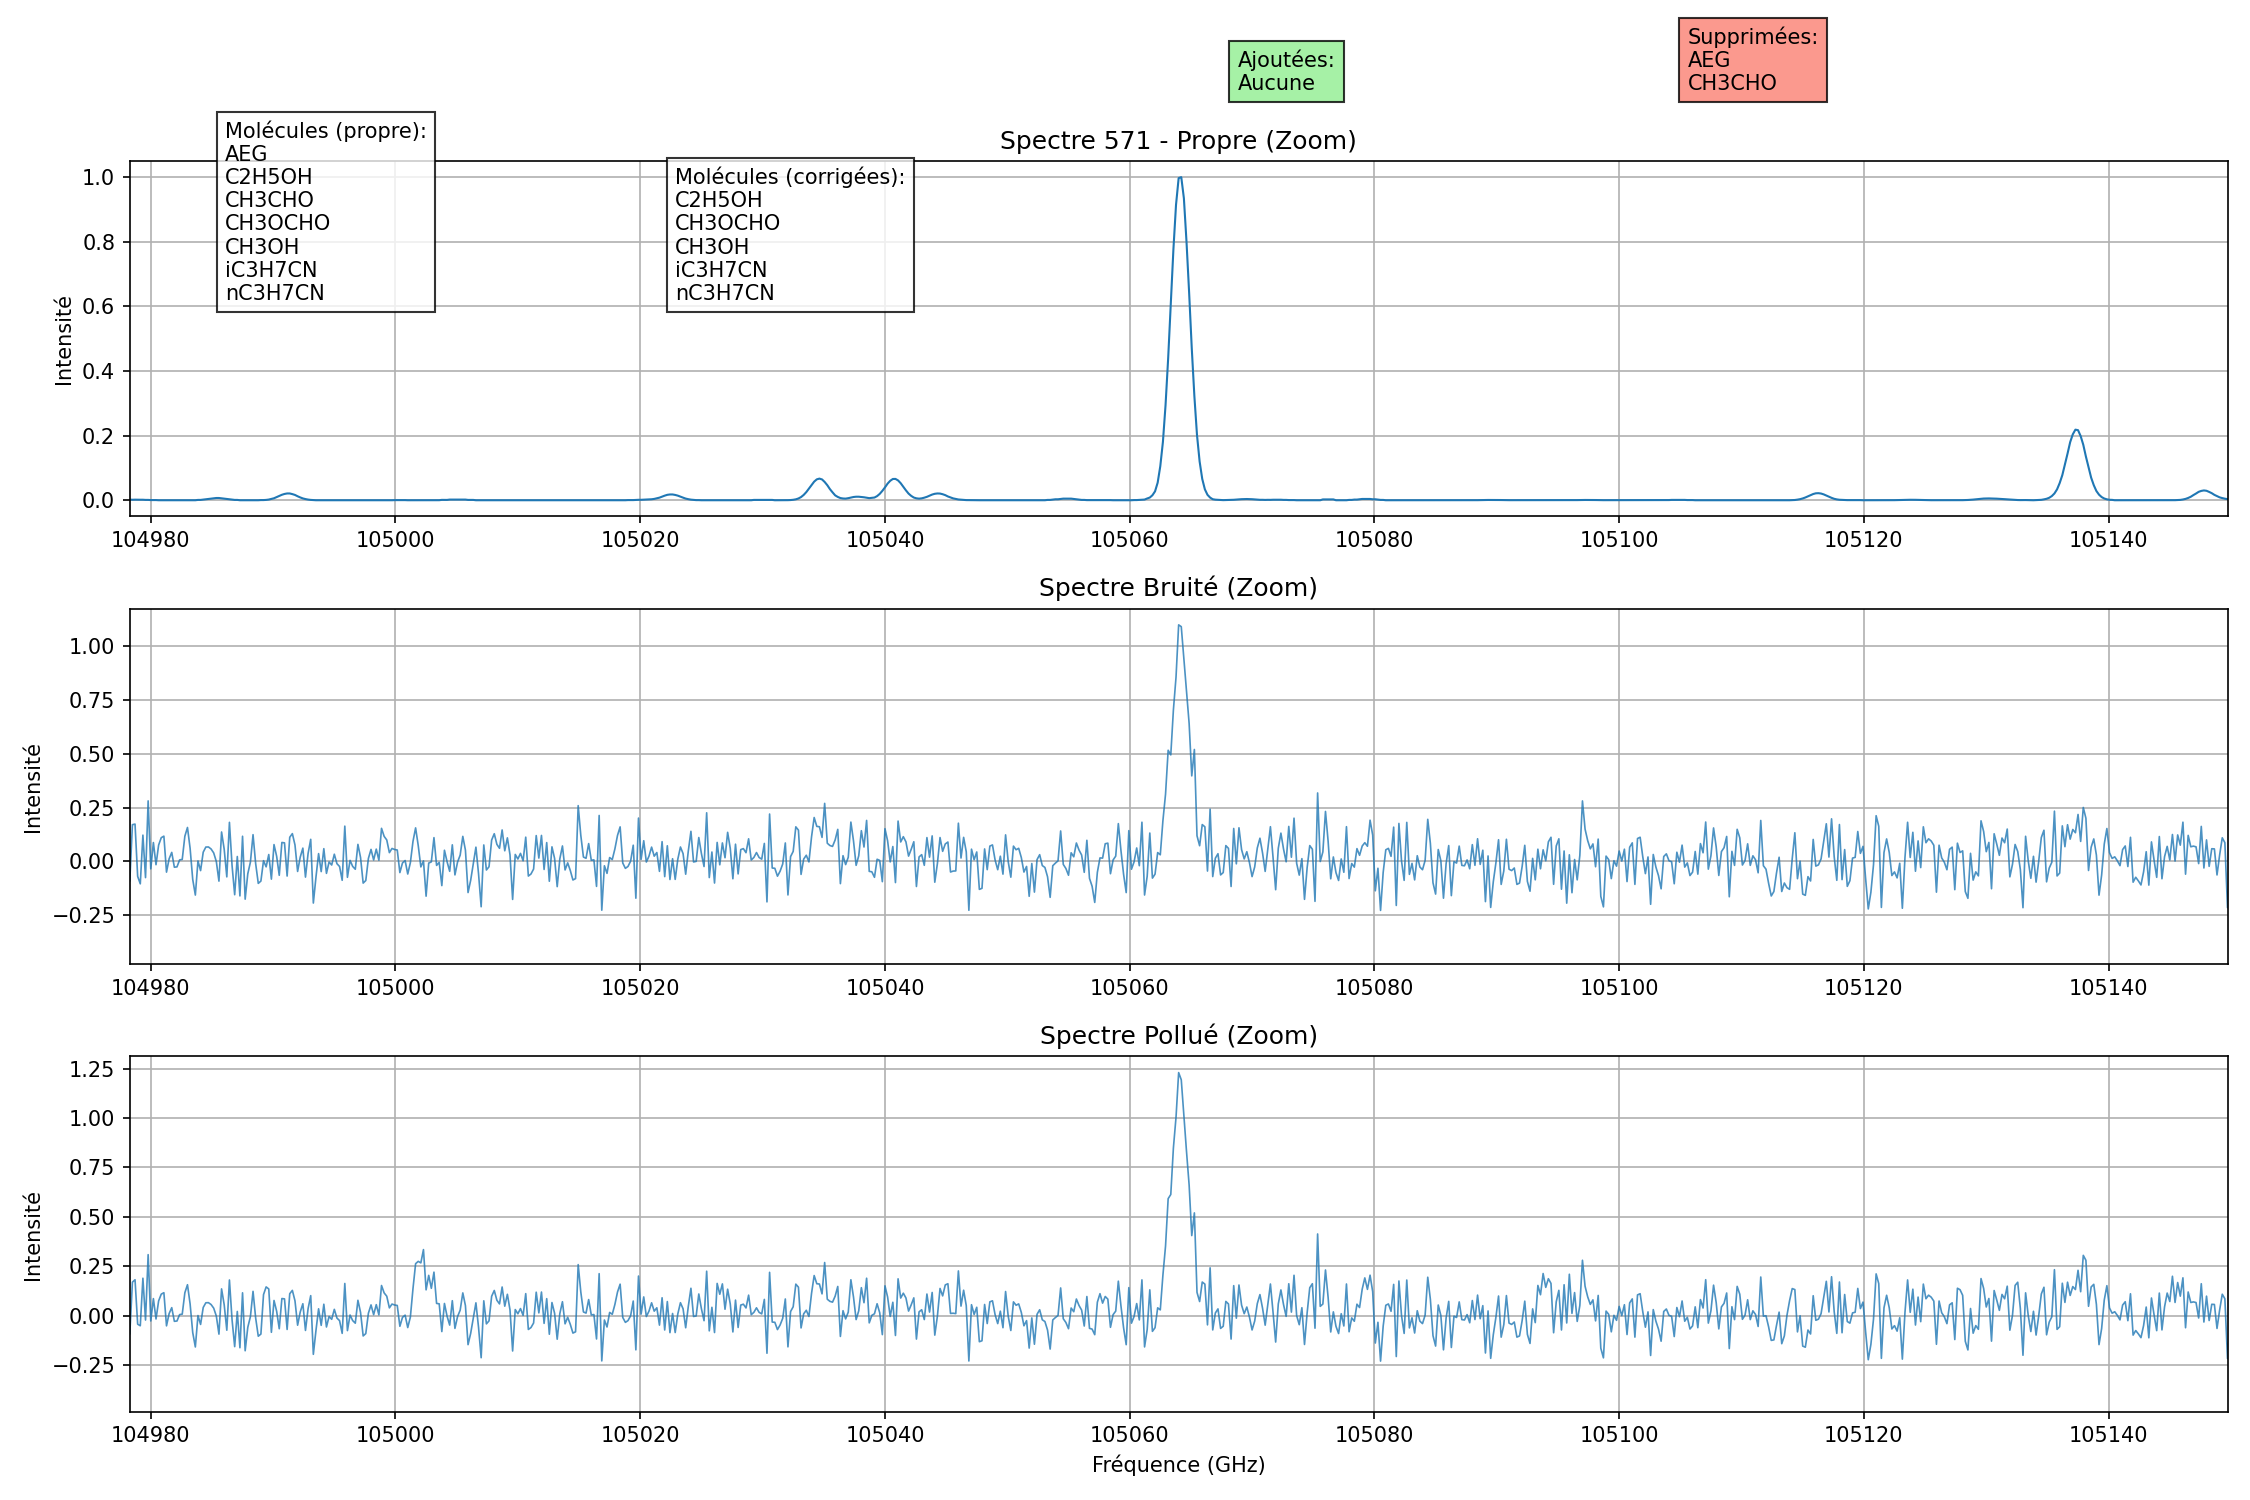 Supprimées:
AEG
CH3CHO
Ajoutées:
Aucune
Molécules (propre):
AEG
C2H5OH
CH3CHO
CH3OCHO
CH3OH
iC3H7CN
nC3H7CN
Molécules (corrigées):
C2H5OH
CH3OCHO
CH3OH
iC3H7CN
nC3H7CN
Spectre 571 - Propre (Zoom)
Intensité
1.0
0.8
0.6
0.4
0.2
0.0
104980 105000 105020 105040 105060 105080 105100 105120 105140
Spectre Bruité (Zoom)
Intensité
1.00
0.75
0.50
0.25
0.00
−0.25
104980 105000 105020 105040 105060 105080 105100 105120 105140
Spectre Pollué (Zoom)
Intensité
1.25
1.00
0.75
0.50
0.25
0.00
−0.25
104980 105000 105020 105040 105060 105080 105100 105120 105140
Fréquence (GHz)